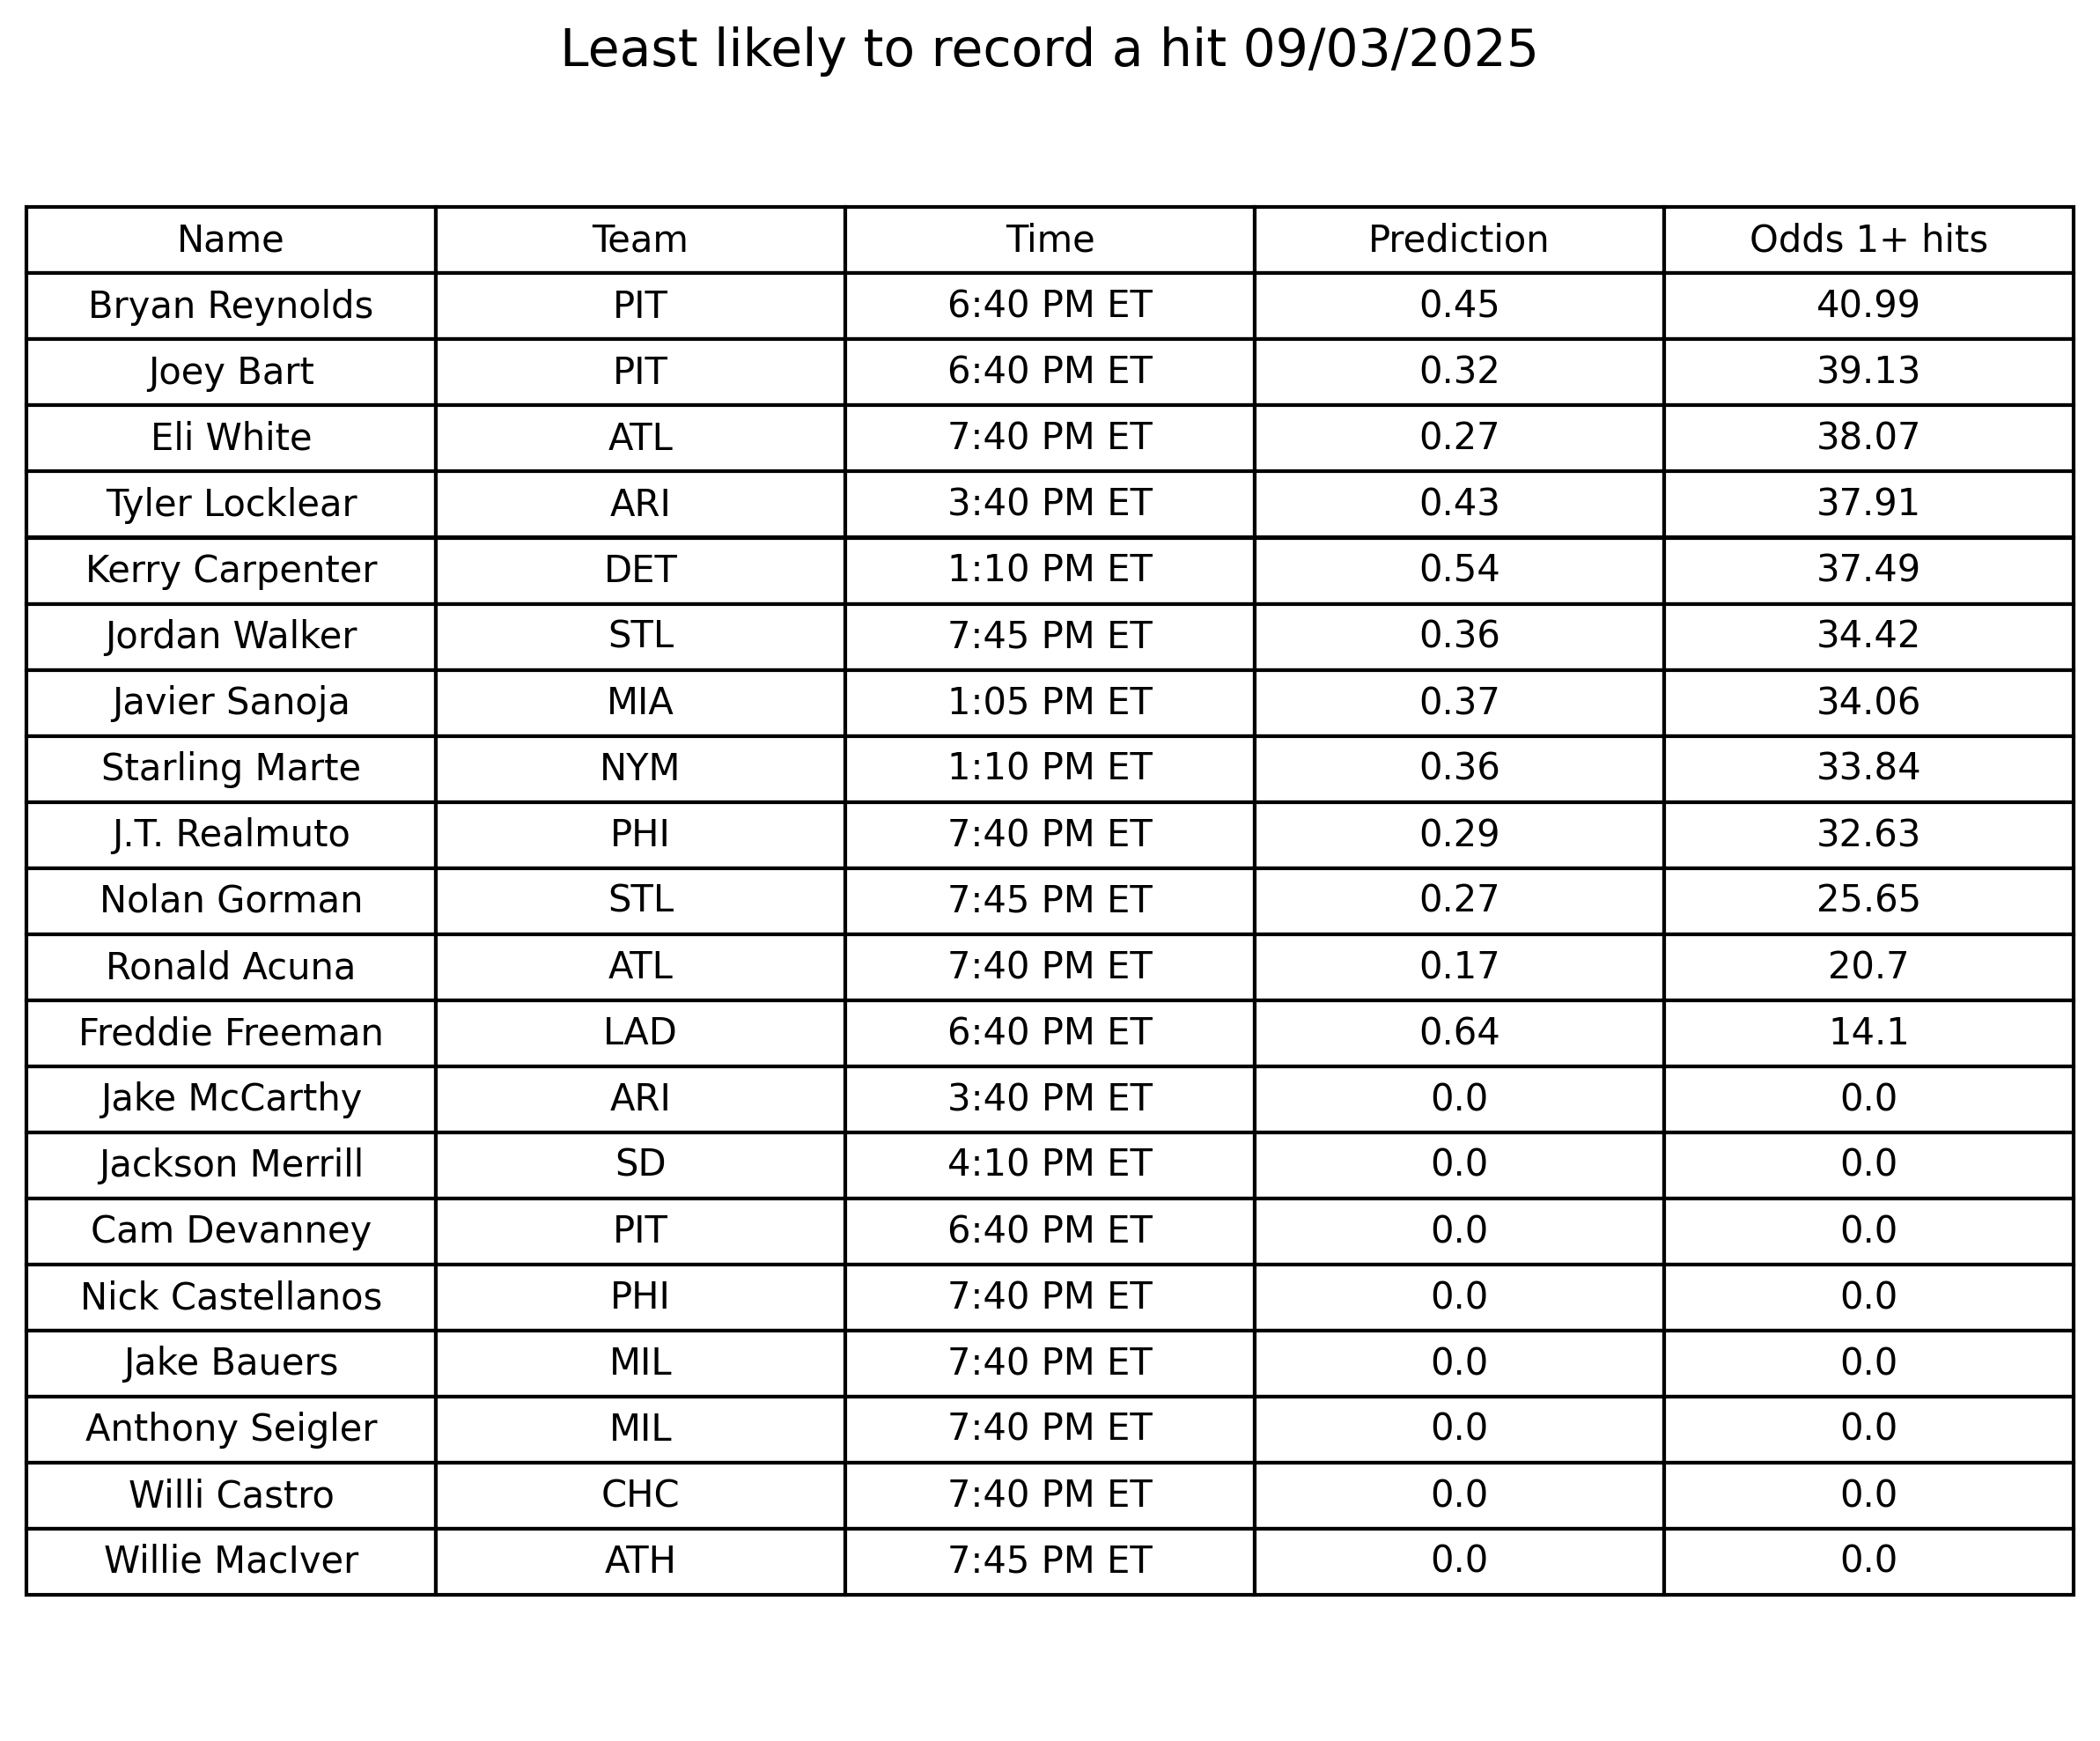 Least likely to record a hit 09/03/2025
Name Team Time Prediction Odds 1+ hits
Bryan Reynolds PIT 6:40 PM ET 0.45 40.99
Joey Bart PIT 6:40 PM ET 0.32 39.13
Eli White ATL 7:40 PM ET 0.27 38.07
Tyler Locklear ARI 3:40 PM ET 0.43 37.91
Kerry Carpenter DET 1:10 PM ET 0.54 37.49
Jordan Walker STL 7:45 PM ET 0.36 34.42
Javier Sanoja MIA 1:05 PM ET 0.37 34.06
Starling Marte NYM 1:10 PM ET 0.36 33.84
J.T. Realmuto PHI 7:40 PM ET 0.29 32.63
Nolan Gorman STL 7:45 PM ET 0.27 25.65
Ronald Acuna ATL 7:40 PM ET 0.17 20.7
Freddie Freeman LAD 6:40 PM ET 0.64 14.1
Jake McCarthy ARI 3:40 PM ET 0.0 0.0
Jackson Merrill SD 4:10 PM ET 0.0 0.0
Cam Devanney PIT 6:40 PM ET 0.0 0.0
Nick Castellanos PHI 7:40 PM ET 0.0 0.0
Jake Bauers MIL 7:40 PM ET 0.0 0.0
Anthony Seigler MIL 7:40 PM ET 0.0 0.0
Willi Castro CHC 7:40 PM ET 0.0 0.0
Willie MacIver ATH 7:45 PM ET 0.0 0.0